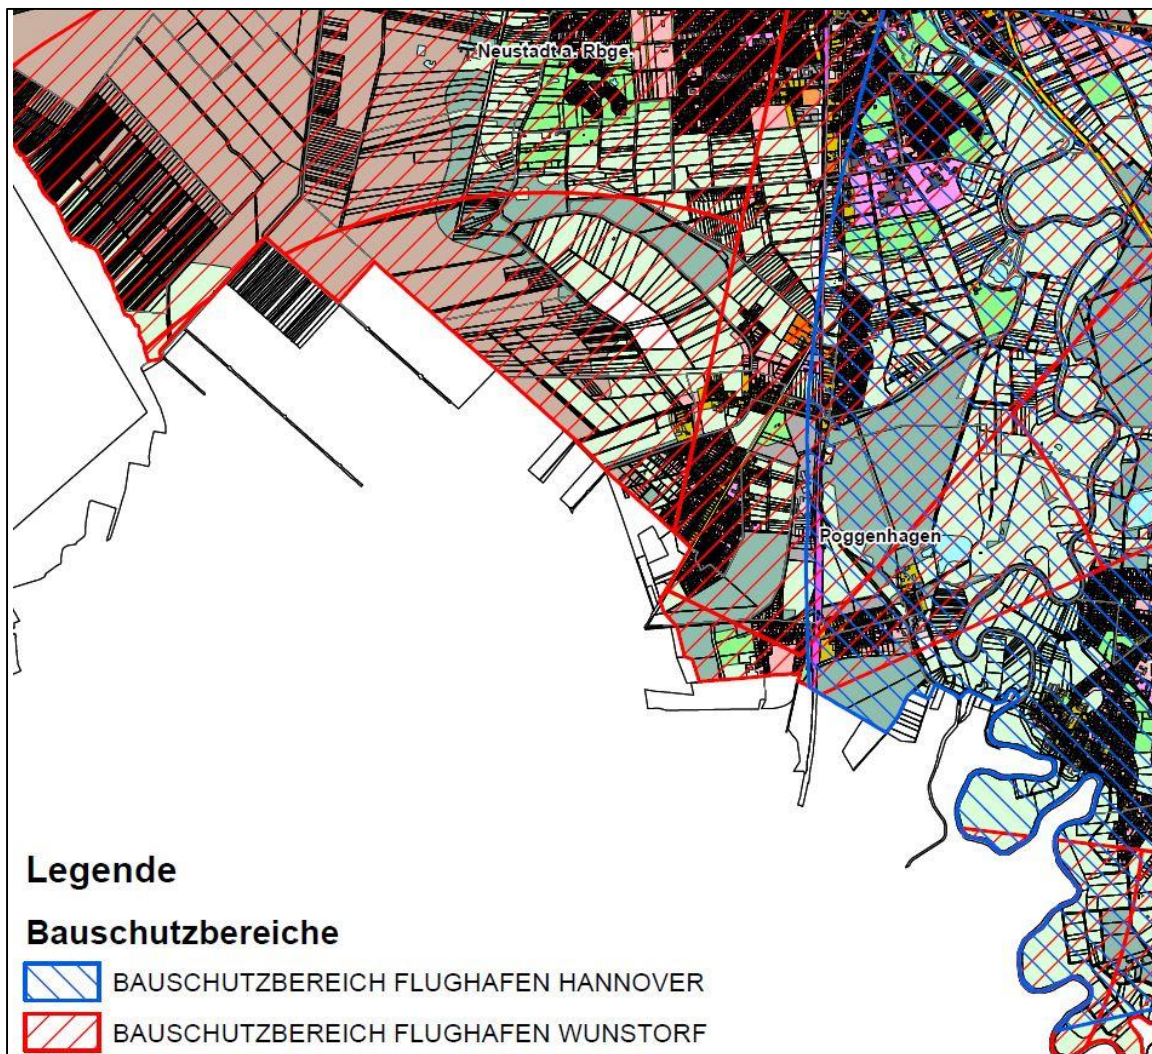 Neustadt a. Rbge.
Poggenhagen
Legende
Bauschutzbereiche
BAUSCHUTZBEREICH FLUGHAFEN HANNOVER
BAUSCHUTZBEREICH FLUGHAFEN WUNSTORF